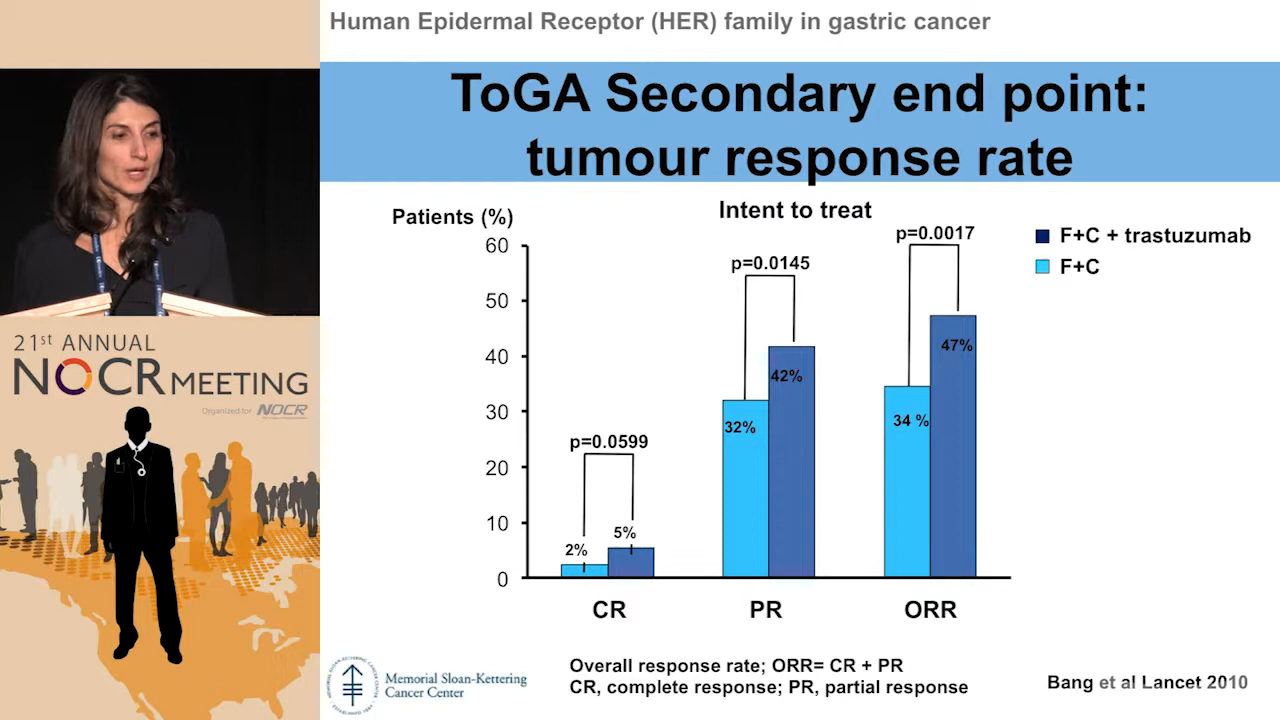 Human Epidermal Receptor (HER) family in gastric cancer
ToGA Secondary end point:
tumour response rate
Patients (%)
Intent to treat
F+C + trastuzumab
F+C
60
50
40
30
20
10
0
p=0.0599
2%
5%
p=0.0145
32%
42%
p=0.0017
34 %
47%
CR
PR
ORR
Overall response rate; ORR= CR + PR
CR, complete response; PR, partial response
Memorial Sloan-Kettering
Cancer Center
Bang et al Lancet 2010
21st ANNUAL
NOCR MEETING
Organized for NOCR